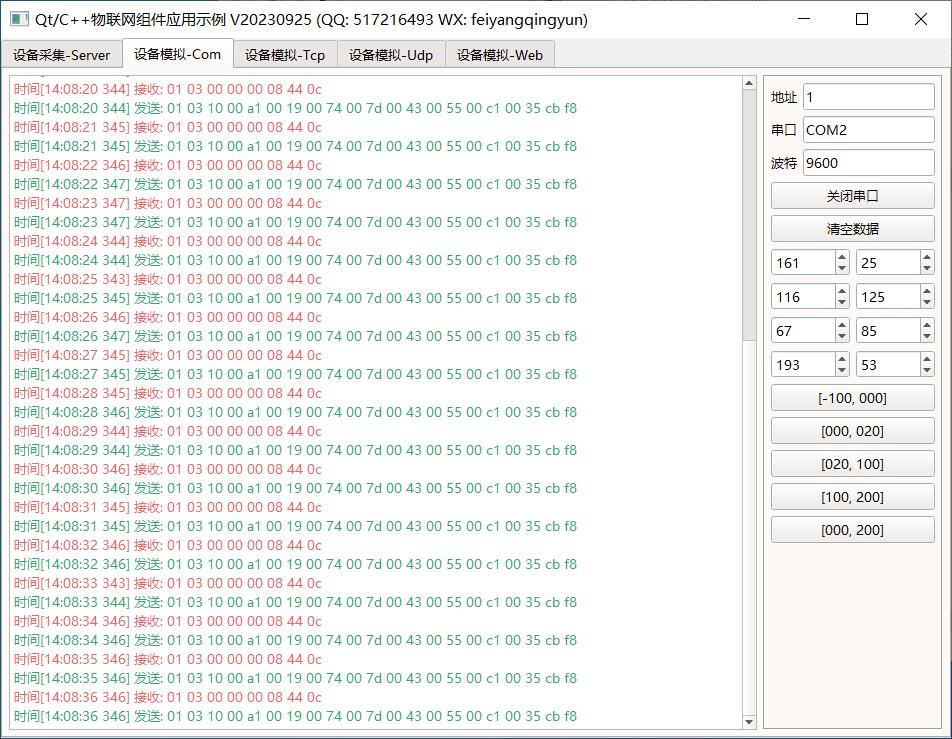 Qt/C++物联网组件应用示例 V20230925 (QQ: 517216493 WX: feiyangqingyun)
设备采集-Server 设备模拟-Com 设备模拟-Tcp 设备模拟-Udp 设备模拟-Web
时间[14:08:20 344] 接收: 01 03 00 00 00 08 44 0c
时间[14:08:20 344] 发送: 01 03 10 00 a1 00 19 00 74 00 7d 00 43 00 55 00 c1 00 35 cb f8
时间[14:08:21 345] 接收: 01 03 00 00 00 08 44 0c
时间[14:08:21 345] 发送: 01 03 10 00 a1 00 19 00 74 00 7d 00 43 00 55 00 c1 00 35 cb f8
时间[14:08:22 346] 接收: 01 03 00 00 00 08 44 0c
时间[14:08:22 347] 发送: 01 03 10 00 a1 00 19 00 74 00 7d 00 43 00 55 00 c1 00 35 cb f8
时间[14:08:23 347] 接收: 01 03 00 00 00 08 44 0c
时间[14:08:23 347] 发送: 01 03 10 00 a1 00 19 00 74 00 7d 00 43 00 55 00 c1 00 35 cb f8
时间[14:08:24 344] 接收: 01 03 00 00 00 08 44 0c
时间[14:08:24 344] 发送: 01 03 10 00 a1 00 19 00 74 00 7d 00 43 00 55 00 c1 00 35 cb f8
时间[14:08:25 343] 接收: 01 03 00 00 00 08 44 0c
时间[14:08:25 345] 发送: 01 03 10 00 a1 00 19 00 74 00 7d 00 43 00 55 00 c1 00 35 cb f8
时间[14:08:26 346] 接收: 01 03 00 00 00 08 44 0c
时间[14:08:26 347] 发送: 01 03 10 00 a1 00 19 00 74 00 7d 00 43 00 55 00 c1 00 35 cb f8
时间[14:08:27 345] 接收: 01 03 00 00 00 08 44 0c
时间[14:08:27 345] 发送: 01 03 10 00 a1 00 19 00 74 00 7d 00 43 00 55 00 c1 00 35 cb f8
时间[14:08:28 345] 接收: 01 03 00 00 00 08 44 0c
时间[14:08:28 346] 发送: 01 03 10 00 a1 00 19 00 74 00 7d 00 43 00 55 00 c1 00 35 cb f8
时间[14:08:29 344] 接收: 01 03 00 00 00 08 44 0c
时间[14:08:29 344] 发送: 01 03 10 00 a1 00 19 00 74 00 7d 00 43 00 55 00 c1 00 35 cb f8
时间[14:08:30 346] 接收: 01 03 00 00 00 08 44 0c
时间[14:08:30 346] 发送: 01 03 10 00 a1 00 19 00 74 00 7d 00 43 00 55 00 c1 00 35 cb f8
时间[14:08:31 345] 接收: 01 03 00 00 00 08 44 0c
时间[14:08:31 345] 发送: 01 03 10 00 a1 00 19 00 74 00 7d 00 43 00 55 00 c1 00 35 cb f8
时间[14:08:32 346] 接收: 01 03 00 00 00 08 44 0c
时间[14:08:32 346] 发送: 01 03 10 00 a1 00 19 00 74 00 7d 00 43 00 55 00 c1 00 35 cb f8
时间[14:08:33 343] 接收: 01 03 00 00 00 08 44 0c
时间[14:08:33 344] 发送: 01 03 10 00 a1 00 19 00 74 00 7d 00 43 00 55 00 c1 00 35 cb f8
时间[14:08:34 346] 接收: 01 03 00 00 00 08 44 0c
时间[14:08:34 346] 发送: 01 03 10 00 a1 00 19 00 74 00 7d 00 43 00 55 00 c1 00 35 cb f8
时间[14:08:35 346] 接收: 01 03 00 00 00 08 44 0c
时间[14:08:35 346] 发送: 01 03 10 00 a1 00 19 00 74 00 7d 00 43 00 55 00 c1 00 35 cb f8
时间[14:08:36 346] 接收: 01 03 00 00 00 08 44 0c
时间[14:08:36 346] 发送: 01 03 10 00 a1 00 19 00 74 00 7d 00 43 00 55 00 c1 00 35 cb f8
地址 1
串口 COM2
波特 9600
关闭串口
清空数据
161 25
116 125
67 85
193 53
[-100, 000]
[000, 020]
[020, 100]
[100, 200]
[000, 200]